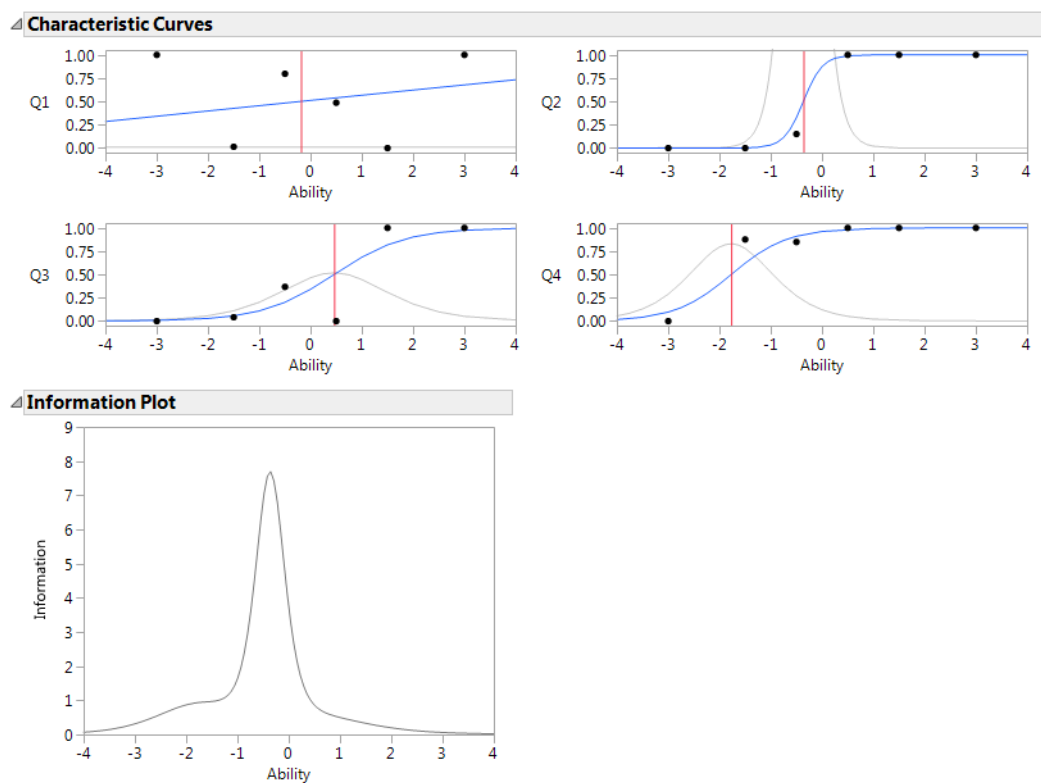 Characteristic Curves
Q1
1.00
0.75
0.50
0.25
0.00
-4 -3 -2 -1 0 1 2 3 4
Ability
Q2
1.00
0.75
0.50
0.25
0.00
-4 -3 -2 -1 0 1 2 3 4
Ability
Q3
1.00
0.75
0.50
0.25
0.00
-4 -3 -2 -1 0 1 2 3 4
Ability
Q4
1.00
0.75
0.50
0.25
0.00
-4 -3 -2 -1 0 1 2 3 4
Ability
Information Plot
Information
9
8
7
6
5
4
3
2
1
0
-4 -3 -2 -1 0 1 2 3 4
Ability